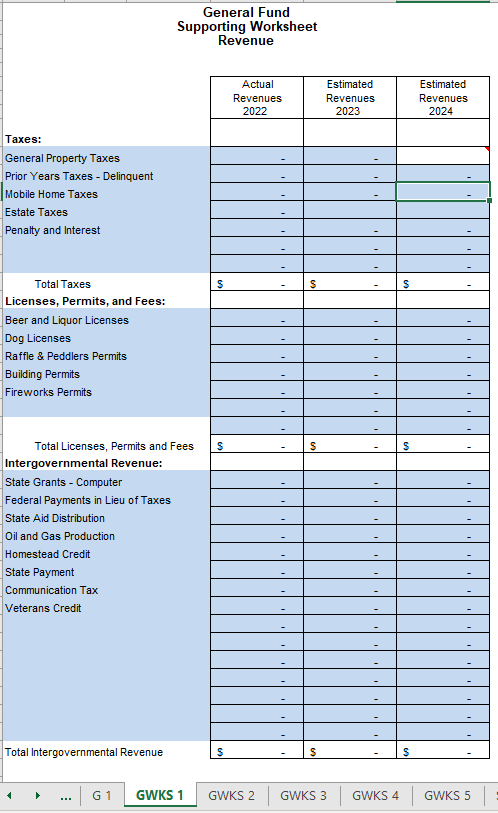 General Fund
Supporting Worksheet
Revenue
Actual Estimated Estimated
Revenues Revenues Revenues
2022 2023 2024
Taxes:
General Property Taxes - -
Prior Years Taxes - Delinquent - - -
Mobile Home Taxes - - -
Estate Taxes -
Penalty and Interest - - -
- - -
- - -
Total Taxes $ - $ - $ -
Licenses, Permits, and Fees:
Beer and Liquor Licenses - - -
Dog Licenses - - -
Raffle & Peddlers Permits - - -
Building Permits - - -
Fireworks Permits - - -
- - -
- - -
Total Licenses, Permits and Fees $ - $ - $ -
Intergovernmental Revenue:
State Grants - Computer - - -
Federal Payments in Lieu of Taxes - - -
State Aid Distribution - - -
Oil and Gas Production - - -
Homestead Credit - - -
State Payment - - -
Communication Tax - - -
Veterans Credit - - -
- - -
- - -
- - -
- - -
- - -
- - -
- - -
Total Intergovernmental Revenue $ - $ - $ -
... G 1 GWKS 1 GWKS 2 GWKS 3 GWKS 4 GWKS 5